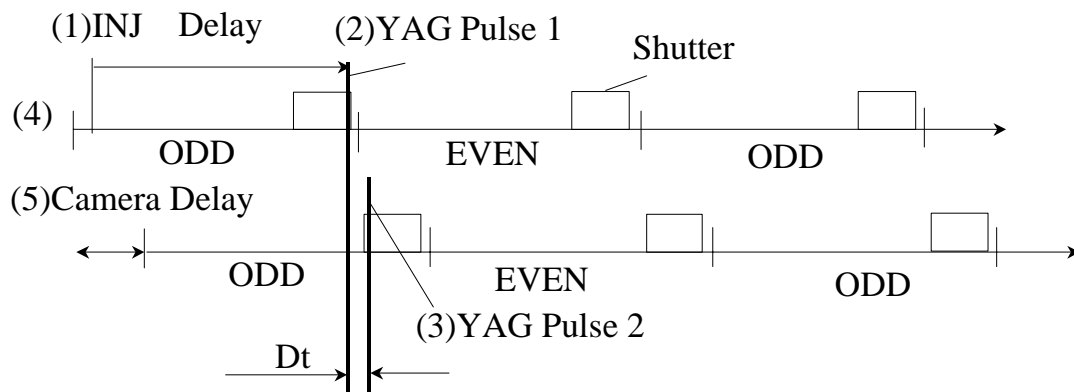 (1)INJ Delay
(2)YAG Pulse 1
Shutter
(4)
ODD
EVEN
ODD
(5)Camera Delay
ODD
EVEN
ODD
(3)YAG Pulse 2
Dt